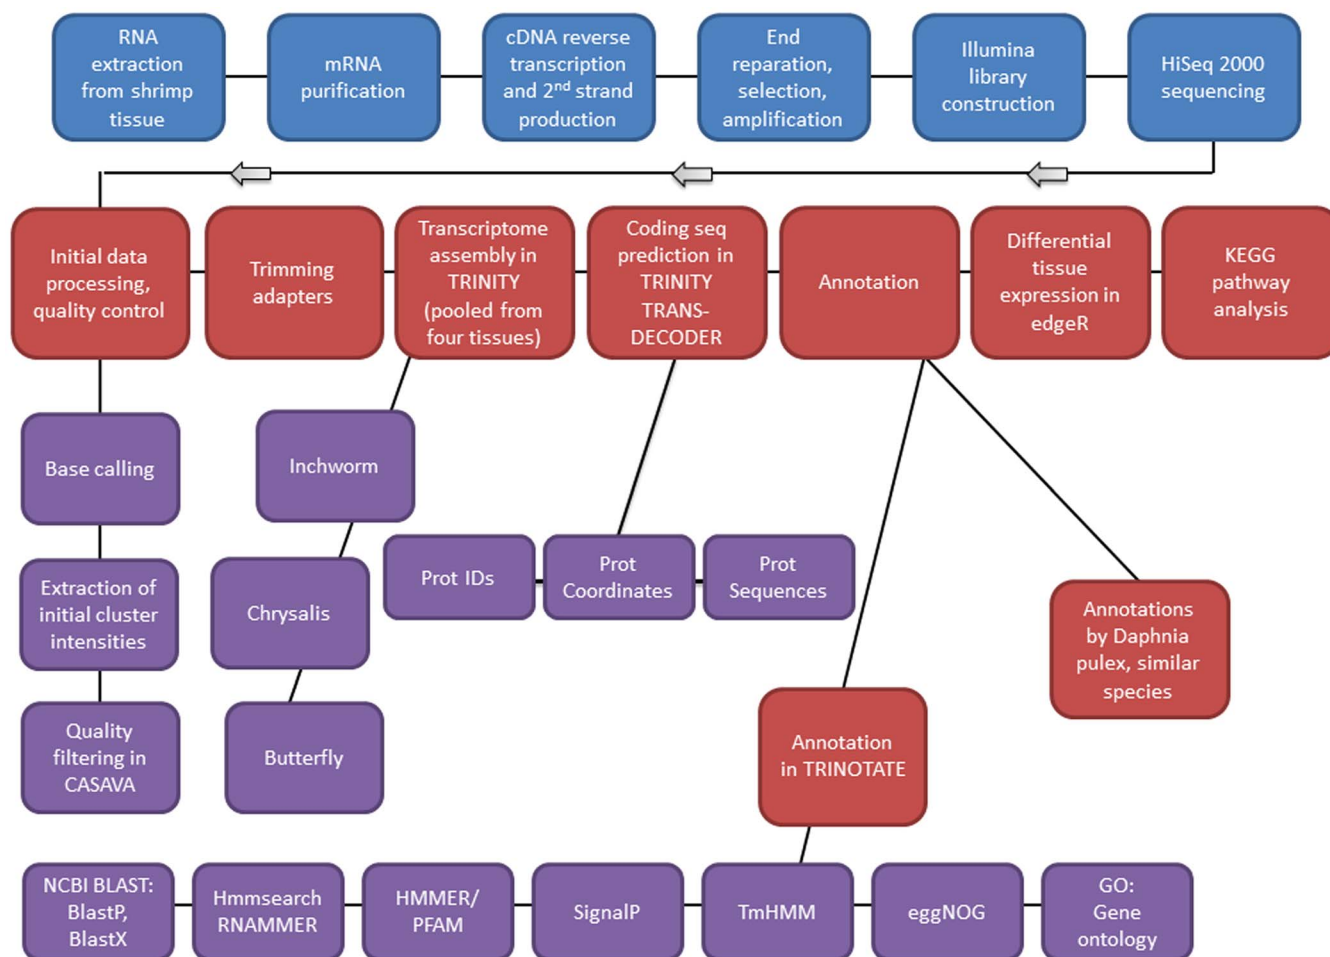 RNA
extraction
from shrimp
tissue
mRNA
purification
cDNA reverse
transcription
and 2nd strand
production
End
reparation,
selection,
amplification
Illumina
library
construction
HiSeq 2000
sequencing
Initial data
processing,
quality control
Trimming
adapters
Transcriptome
assembly in
TRINITY
(pooled from
four tissues)
Coding seq
prediction in
TRINITY
TRANS-
DECODER
Annotation
Differential
tissue
expression in
edgeR
KEGG
pathway
analysis
Base calling
Inchworm
Extraction of
initial cluster
intensities
Chrysalis
Prot IDs
Prot
Coordinates
Prot
Sequences
Annotations
by Daphnia
pulex, similar
species
Quality
filtering in
CASAVA
Butterfly
Annotation
in TRINOTATE
NCBI BLAST:
BlastP,
BlastX
Hmmsearch
RNAMMER
HMMER/
PFAM
SignalP
TmHMM
eggNOG
GO:
Gene
ontology